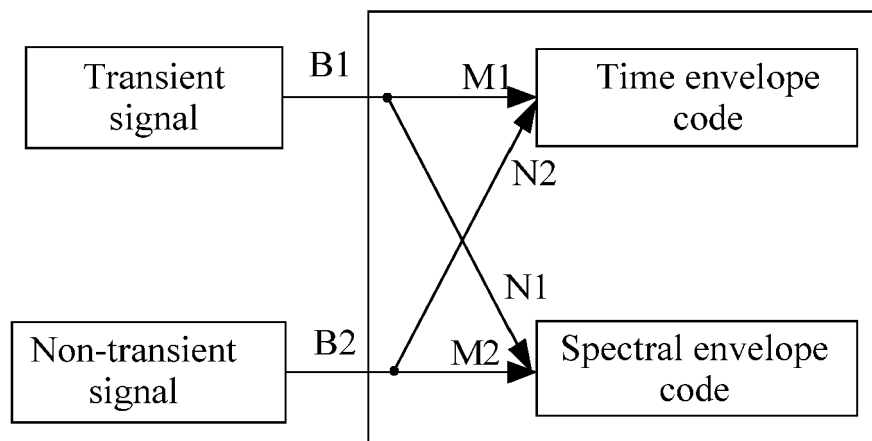 Transient
signal
B1
M1
Time envelope
code
N2
N1
Non-transient
signal
B2
M2
Spectral envelope
code